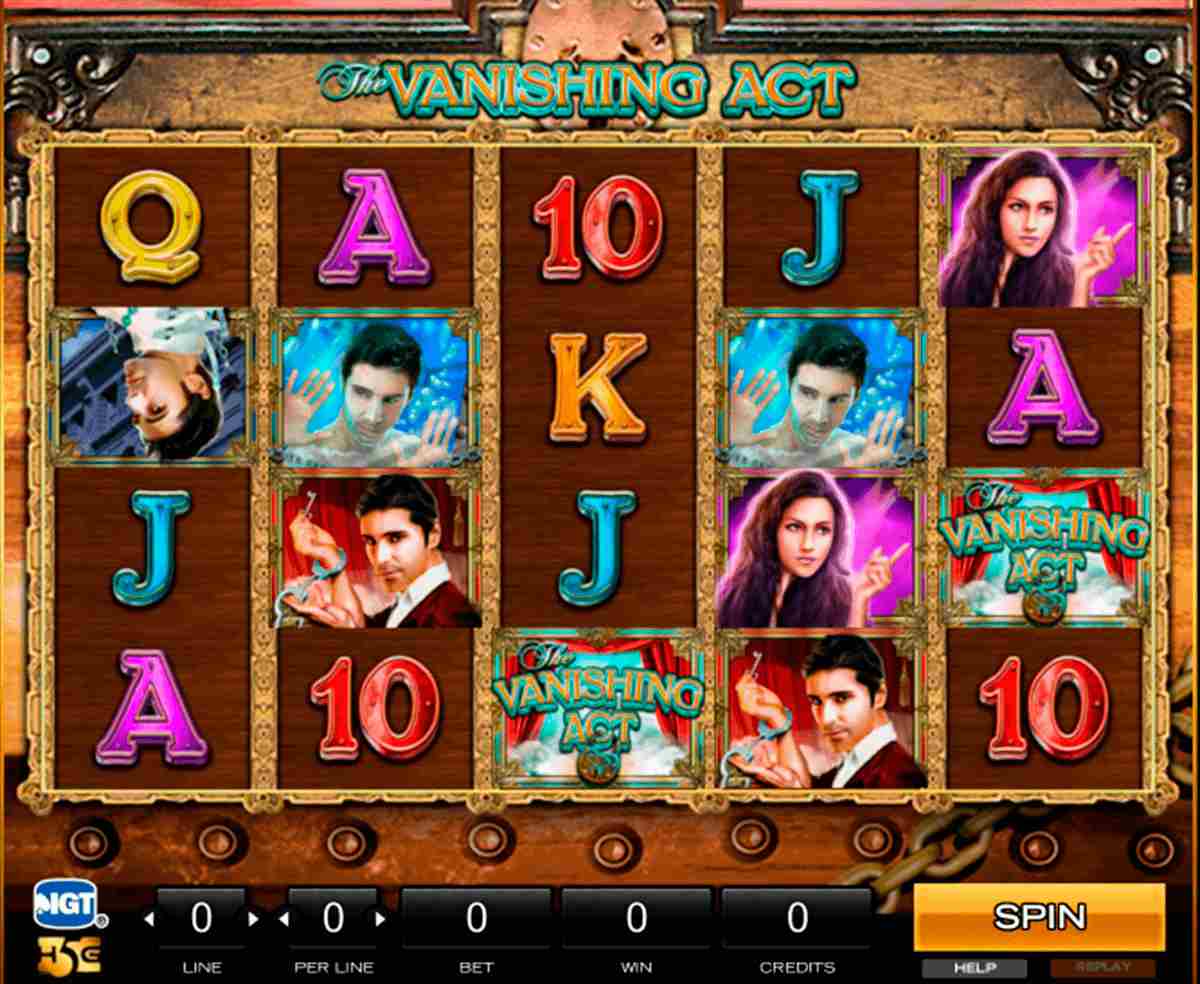 The VANISHING ACT
Q A 10 J
K A
J J The VANISHING ACT
A 10 The VANISHING ACT 10
IGT®
H5G
0 0 0 0 0 SPIN
LINE PER LINE BET WIN CREDITS HELP REPLAY